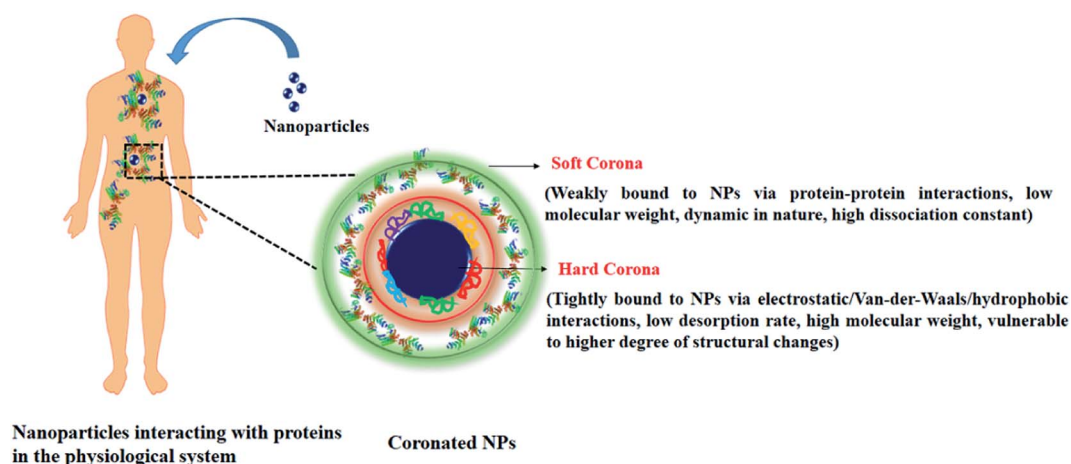 Nanoparticles
Soft Corona
(Weakly bound to NPs via protein-protein interactions, low
molecular weight, dynamic in nature, high dissociation constant)
Hard Corona
(Tightly bound to NPs via electrostatic/Van-der-Waals/hydrophobic
interactions, low desorption rate, high molecular weight, vulnerable
to higher degree of structural changes)
Nanoparticles interacting with proteins
in the physiological system
Coronated NPs